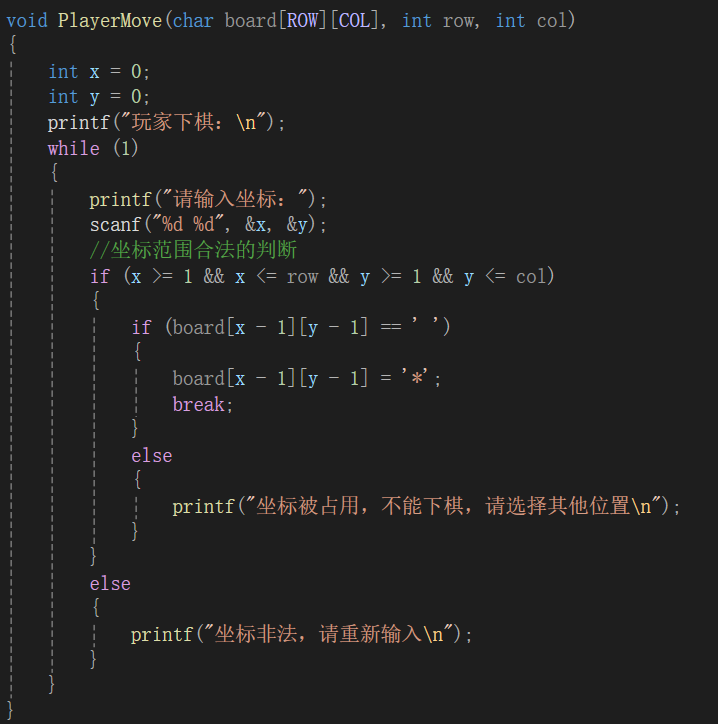 void PlayerMove(char board[ROW][COL], int row, int col)
{
    int x = 0;
    int y = 0;
    printf("玩家下棋：\n");
    while (1)
    {
        printf("请输入坐标：");
        scanf("%d %d", &x, &y);
        //坐标范围合法的判断
        if (x >= 1 && x <= row && y >= 1 && y <= col)
        {
            if (board[x - 1][y - 1] == ' ')
            {
                board[x - 1][y - 1] = '*';
                break;
            }
            else
            {
                printf("坐标被占用，不能下棋，请选择其他位置\n");
            }
        }
        else
        {
            printf("坐标非法，请重新输入\n");
        }
    }
}